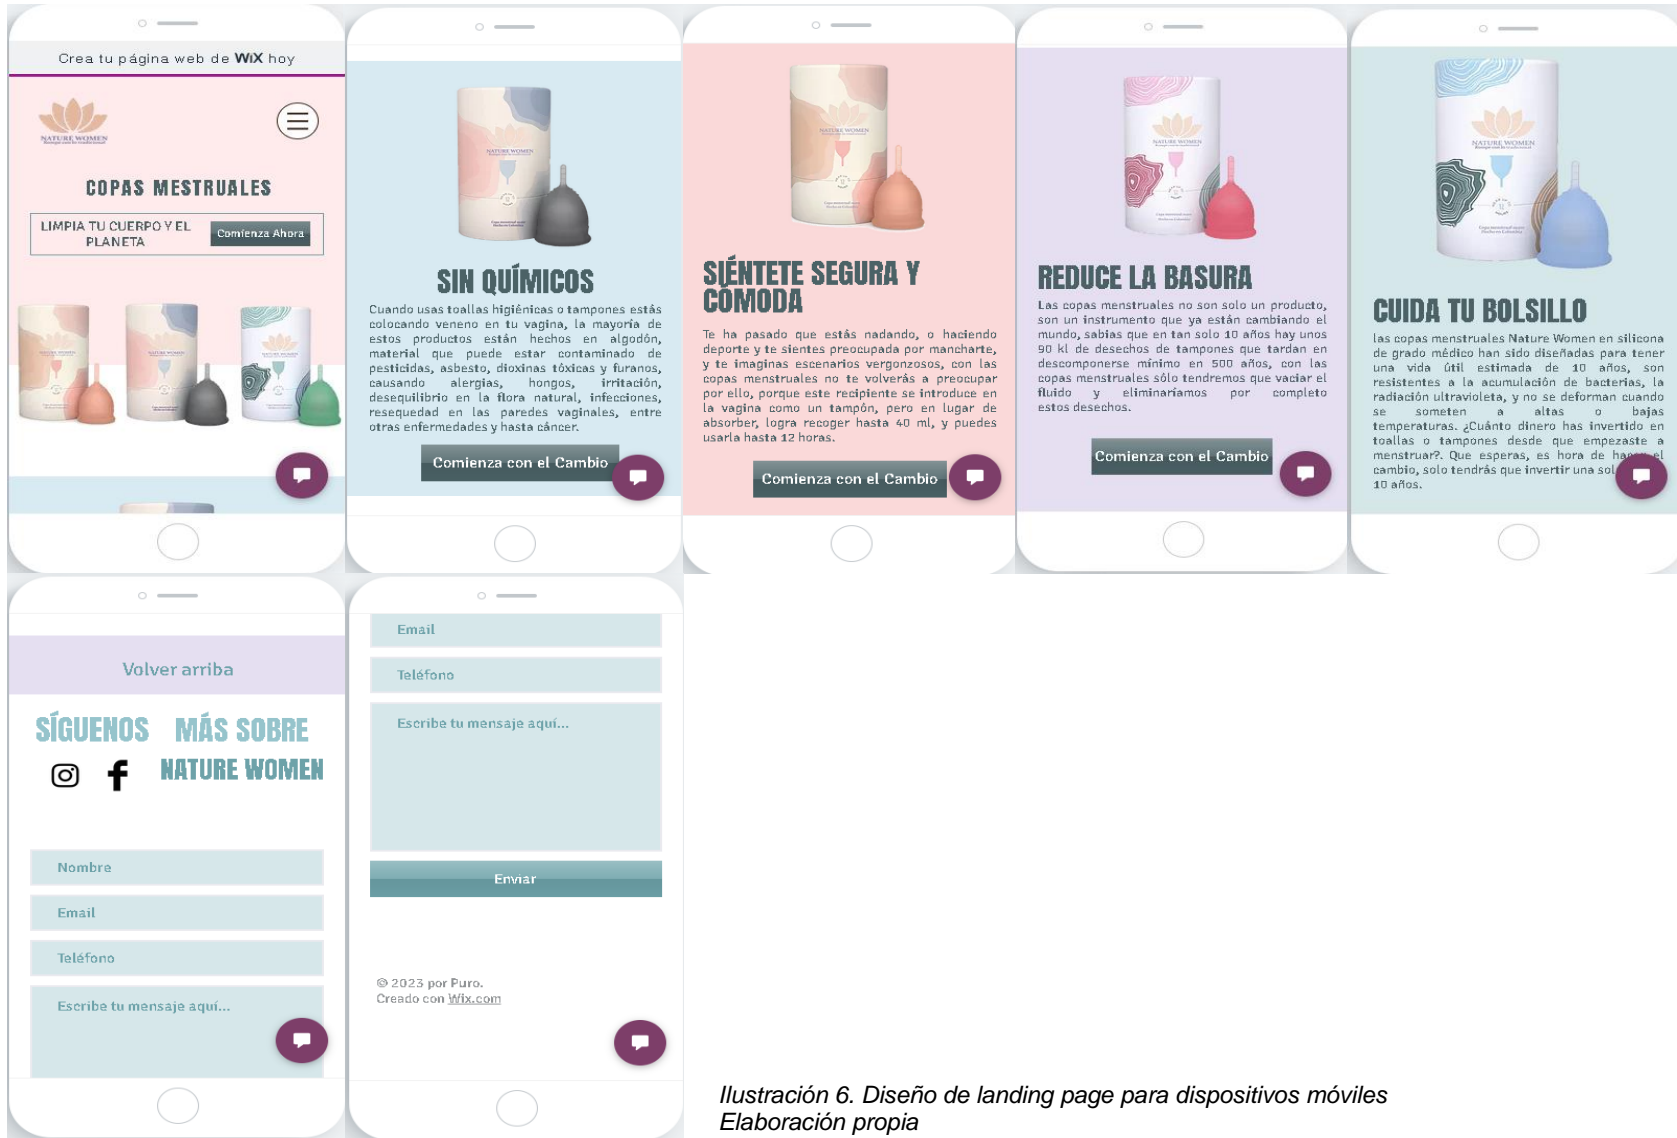 Crea tu página web de WiX hoy
NATURE WOMEN
COPAS MESTRUALES
LIMPIA TU CUERPO Y EL
PLANETA
Comienza Ahora
SIN QUÍMICOS
Cuando usas toallas higiénicas o tampones estás
colocando veneno en tu vagina, la mayoría de
estos productos están hechos en algodón,
material que puede estar contaminado de
pesticidas, asbesto, dioxinas tóxicas y furanos,
causando alergias, hongos, irritación,
desequilibrio en la flora natural, infecciones,
resequedad en las paredes vaginales, entre
otras enfermedades y hasta cáncer.
Comienza con el Cambio
NATURE WOMEN
SIÉNTETE SEGURA Y
CÓMODA
Te ha pasado que estás nadando, o haciendo
deporte y te sientes preocupada por mancharte,
y te imaginas escenarios vergonzosos, con las
copas menstruales no te volverás a preocupar
por ello, porque este recipiente se introduce en
la vagina como un tampón, pero en lugar de
absorber, logra recoger hasta 40 ml, y puedes
usarla hasta 12 horas.
Comienza con el Cambio
NATURE WOMEN
REDUCE LA BASURA
Las copas menstruales no son solo un producto,
son un instrumento que ya están cambiando el
mundo, sabias que en tan solo 10 años hay unos
90 kl de desechos de tampones que tardan en
descomponerse mínimo en 500 años, con las
copas menstruales sólo tendremos que vaciar el
fluido y eliminaríamos por completo
estos desechos.
Comienza con el Cambio
NATURE WOMEN
CUIDA TU BOLSILLO
las copas menstruales Nature Women en silicona
de grado médico han sido diseñadas para tener
una vida útil estimada de 10 años, son
resistentes a la acumulación de bacterias, la
radiación ultravioleta, y no se deforman cuando
se someten a altas o bajas
temperaturas. ¿Cuánto dinero has invertido en
toallas o tampones desde que empezaste a
menstruar?. Que esperas, es hora de hacer el
cambio, solo tendrás que invertir una sol
10 años.
Volver arriba
SÍGUENOS
MÁS SOBRE
NATURE WOMEN
Nombre
Email
Teléfono
Escribe tu mensaje aquí...
Email
Teléfono
Escribe tu mensaje aquí...
Enviar
© 2023 por Puro.
Creado con Wix.com
Ilustración 6. Diseño de landing page para dispositivos móviles
Elaboración propia